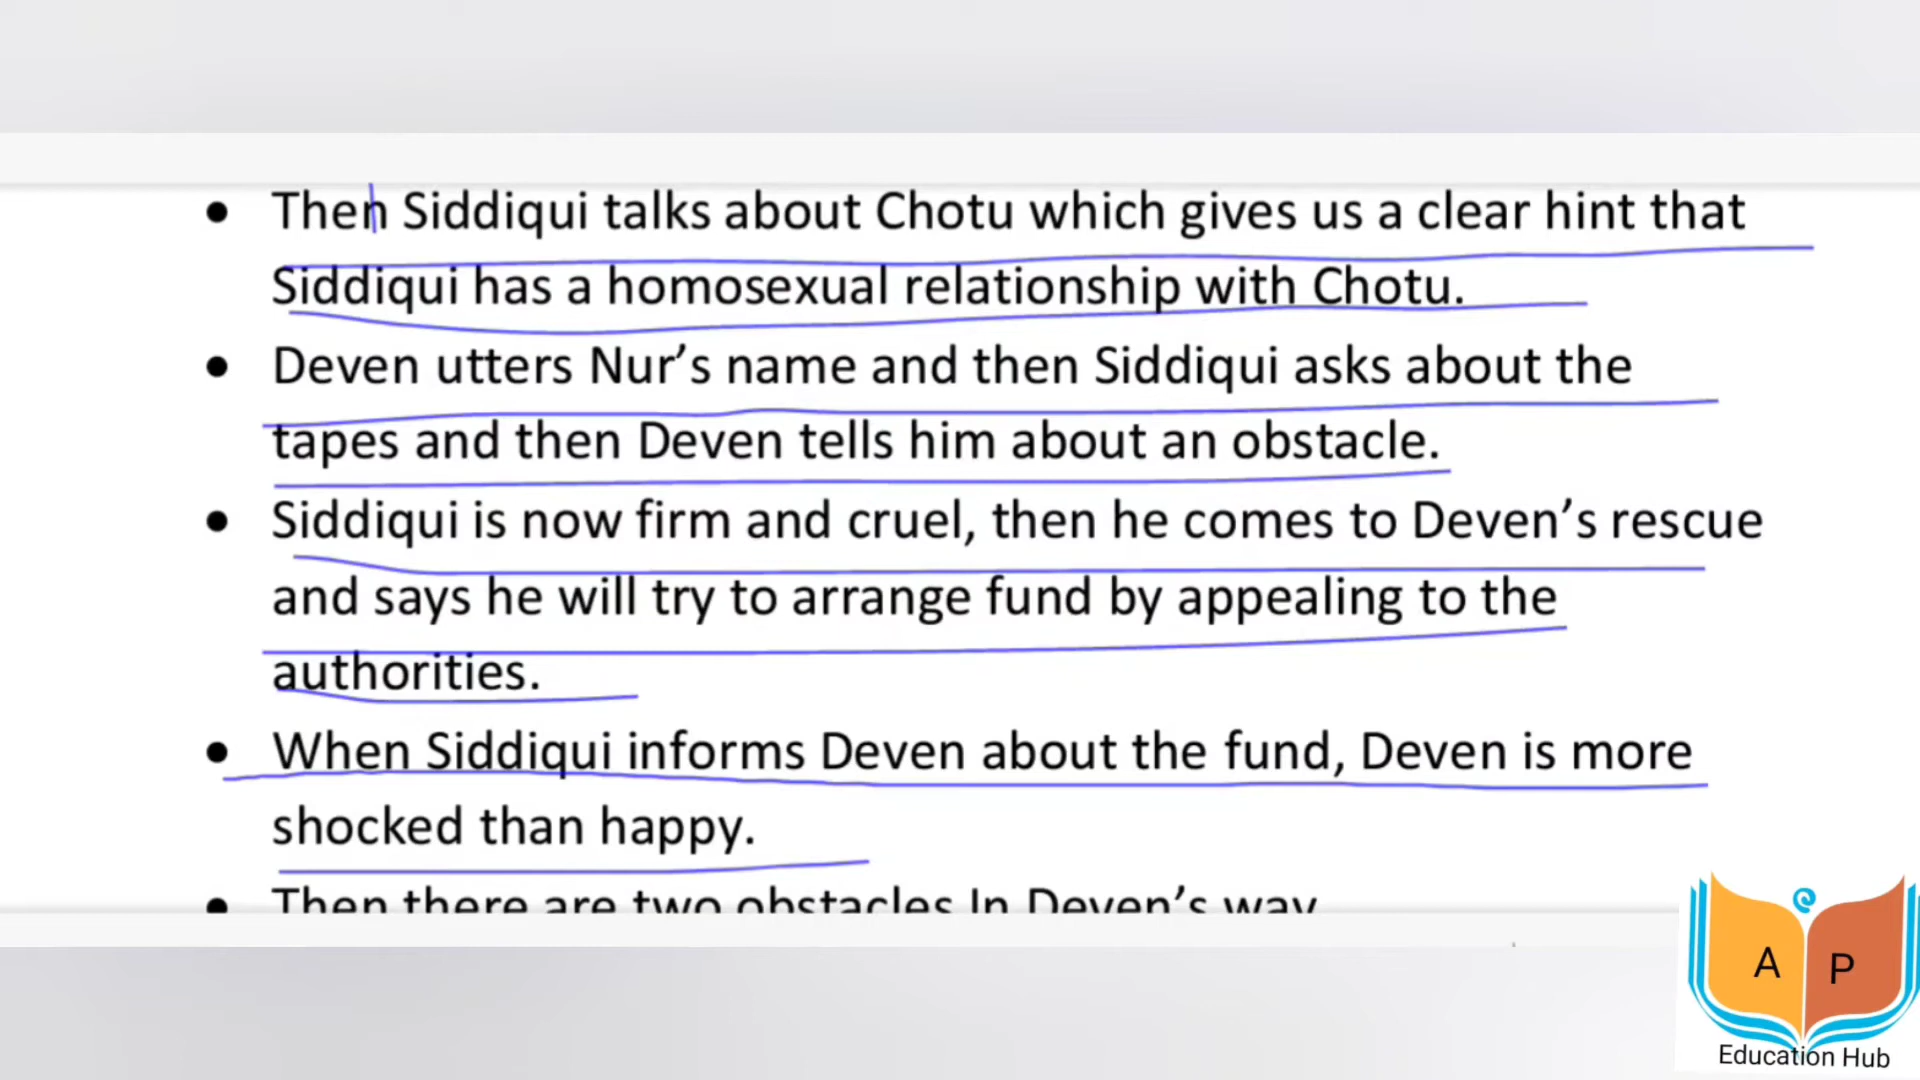 • Then Siddiqui talks about Chotu which gives us a clear hint that
Siddiqui has a homosexual relationship with Chotu.
• Deven utters Nur’s name and then Siddiqui asks about the
tapes and then Deven tells him about an obstacle.
• Siddiqui is now firm and cruel, then he comes to Deven’s rescue
and says he will try to arrange fund by appealing to the
authorities.
• When Siddiqui informs Deven about the fund, Deven is more
shocked than happy.
• Then there are two obstacles In Deven’s way
A P
Education Hub